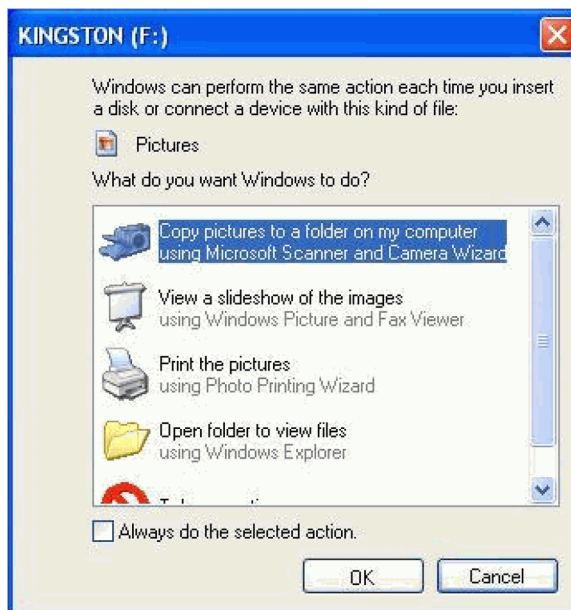 KINGSTON (F:)
Windows can perform the same action each time you insert
a disk or connect a device with this kind of file:
Pictures
What do you want Windows to do?
Copy pictures to a folder on my computer
using Microsoft Scanner and Camera Wizard
View a slideshow of the images
using Windows Picture and Fax Viewer
Print the pictures
using Photo Printing Wizard
Open folder to view files
using Windows Explorer
Always do the selected action.
OK
Cancel